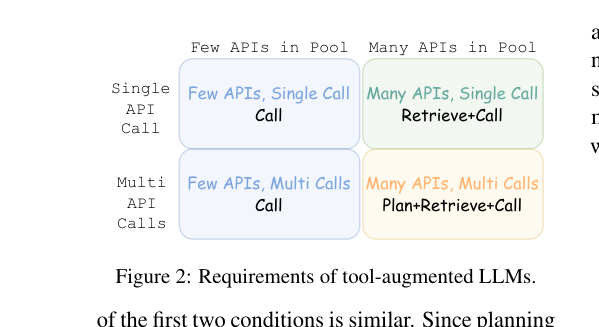 Few APIs in Pool Many APIs in Pool
Single
API
Call
Few APIs, Single Call
Call
Many APIs, Single Call
Retrieve+Call
Multi
API
Calls
Few APIs, Multi Calls
Call
Many APIs, Multi Calls
Plan+Retrieve+Call
Figure 2: Requirements of tool-augmented LLMs.
of the first two conditions is similar. Since planning